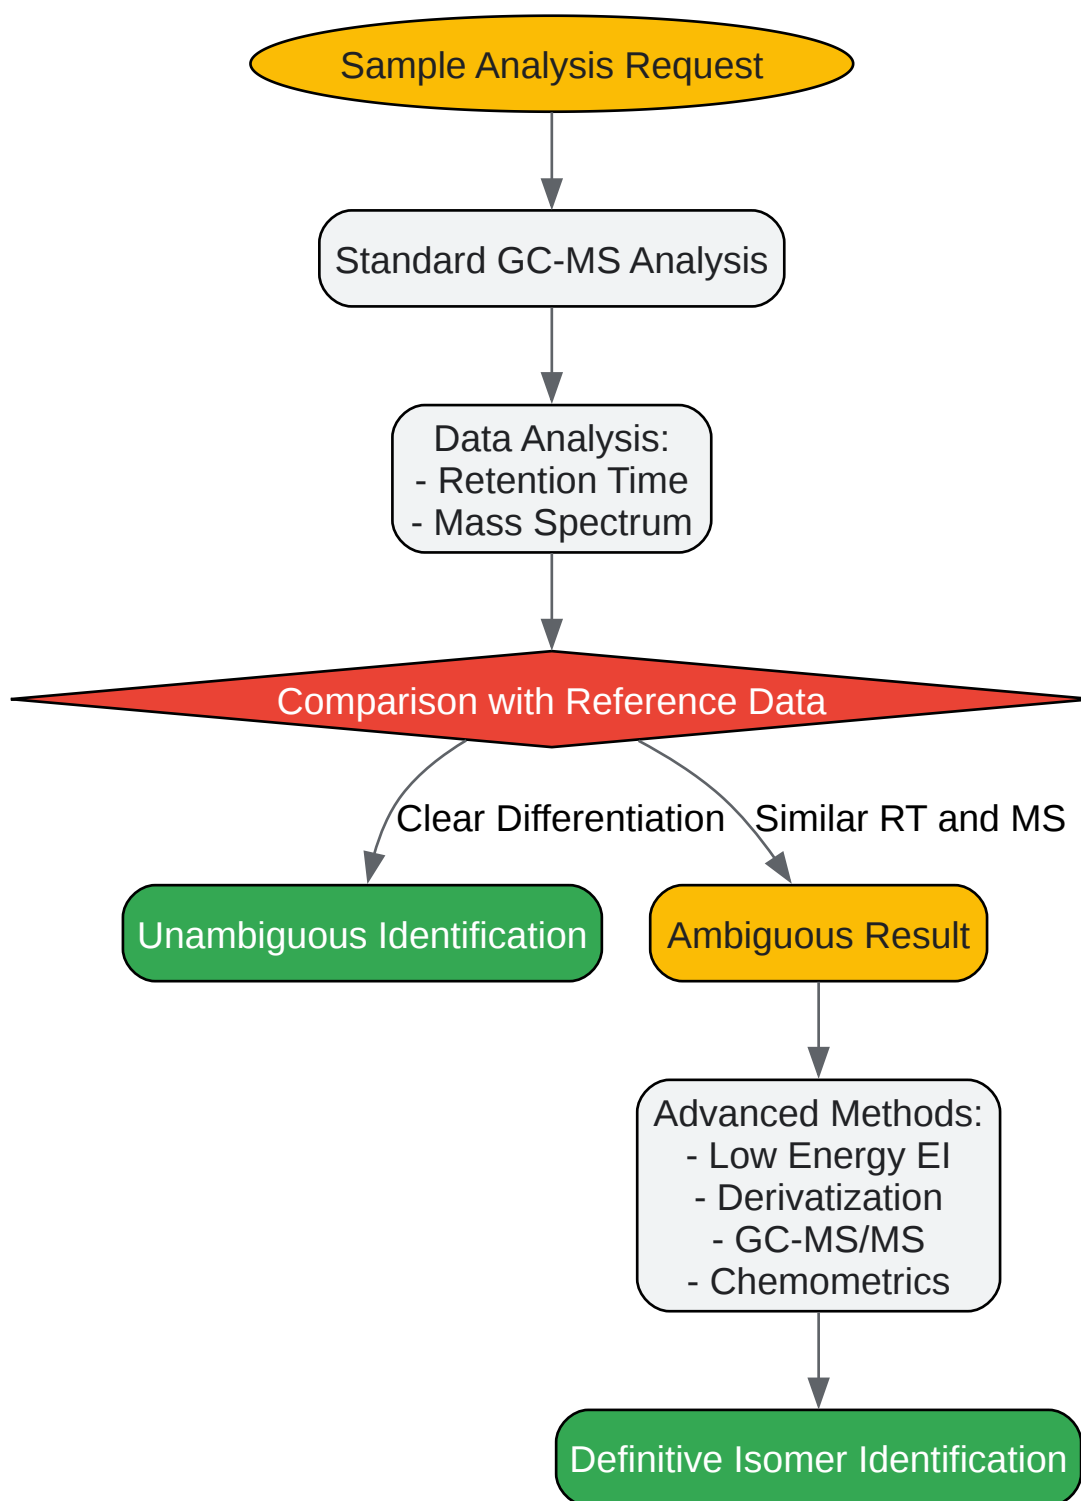 Sample Analysis Request
Standard GC-MS Analysis
Data Analysis:
- Retention Time
- Mass Spectrum
Comparison with Reference Data
Clear Differentiation
Similar RT and MS
Unambiguous Identification
Ambiguous Result
Advanced Methods:
- Low Energy EI
- Derivatization
- GC-MS/MS
- Chemometrics
Definitive Isomer Identification